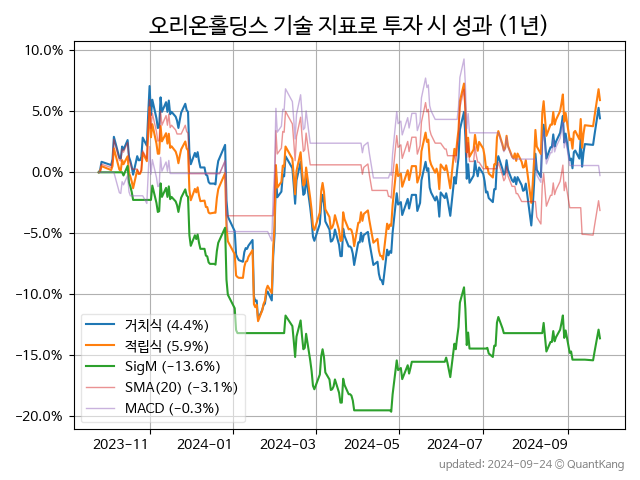 오리온홀딩스 기술 지표로 투자 시 성과 (1년)
10.0%
5.0%
0.0%
−5.0%
−10.0%
−15.0%
−20.0%
거치식 (4.4%)
적립식 (5.9%)
SigM (−13.6%)
SMA(20) (−3.1%)
MACD (−0.3%)
2023−11 2024−01 2024−03 2024−05 2024−07 2024−09
updated: 2024−09−24 © QuantKang